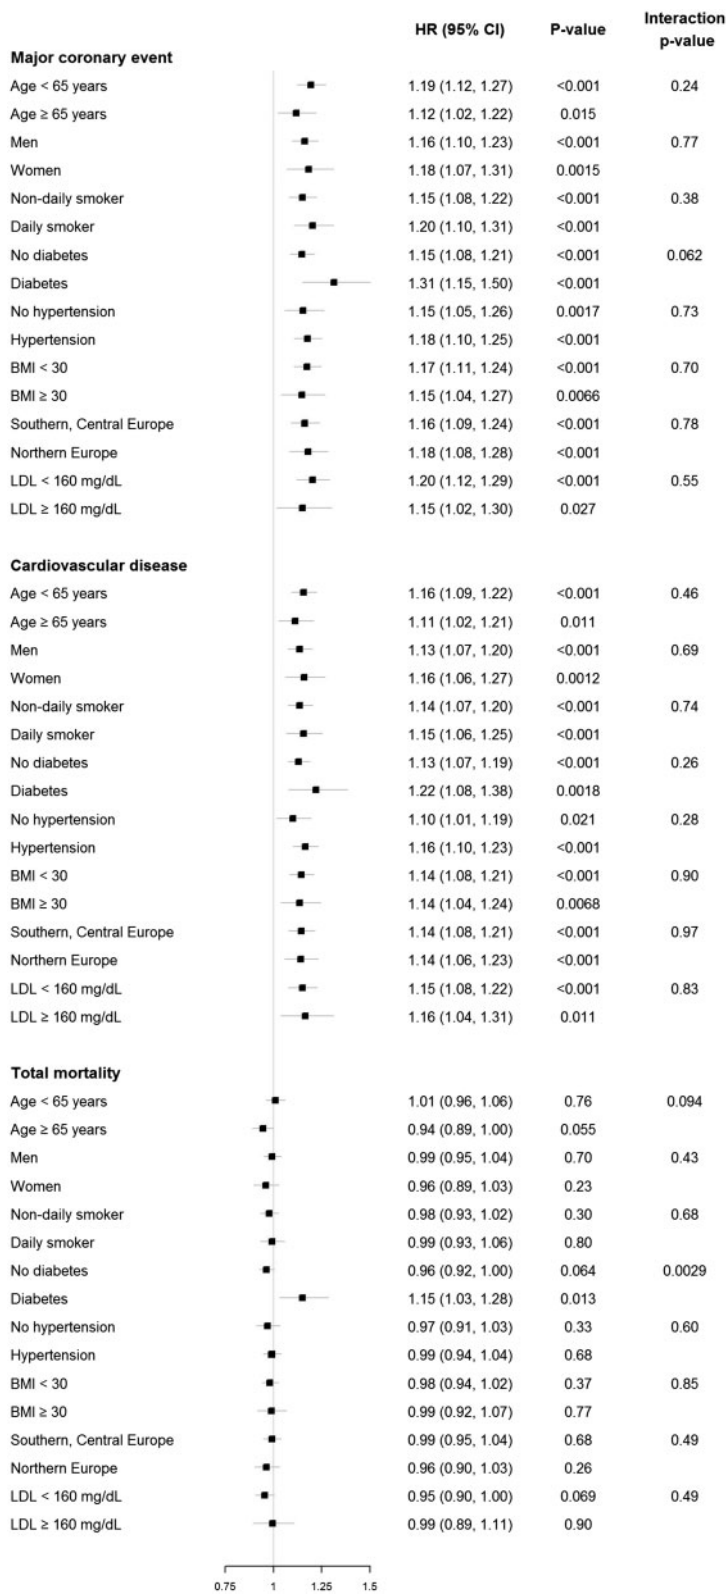 HR (95% CI) P-value Interaction p-value
Major coronary event
Age < 65 years 1.19 (1.12, 1.27) <0.001 0.24
Age ≥ 65 years 1.12 (1.02, 1.22) 0.015
Men 1.16 (1.10, 1.23) <0.001 0.77
Women 1.18 (1.07, 1.31) 0.0015
Non-daily smoker 1.15 (1.08, 1.22) <0.001 0.38
Daily smoker 1.20 (1.10, 1.31) <0.001
No diabetes 1.15 (1.08, 1.21) <0.001 0.062
Diabetes 1.31 (1.15, 1.50) <0.001
No hypertension 1.15 (1.05, 1.26) 0.0017 0.73
Hypertension 1.18 (1.10, 1.25) <0.001
BMI < 30 1.17 (1.11, 1.24) <0.001 0.70
BMI ≥ 30 1.15 (1.04, 1.27) 0.0066
Southern, Central Europe 1.16 (1.09, 1.24) <0.001 0.78
Northern Europe 1.18 (1.08, 1.28) <0.001
LDL < 160 mg/dL 1.20 (1.12, 1.29) <0.001 0.55
LDL ≥ 160 mg/dL 1.15 (1.02, 1.30) 0.027
Cardiovascular disease
Age < 65 years 1.16 (1.09, 1.22) <0.001 0.46
Age ≥ 65 years 1.11 (1.02, 1.21) 0.011
Men 1.13 (1.07, 1.20) <0.001 0.69
Women 1.16 (1.06, 1.27) 0.0012
Non-daily smoker 1.14 (1.07, 1.20) <0.001 0.74
Daily smoker 1.15 (1.06, 1.25) <0.001
No diabetes 1.13 (1.07, 1.19) <0.001 0.26
Diabetes 1.22 (1.08, 1.38) 0.0018
No hypertension 1.10 (1.01, 1.19) 0.021 0.28
Hypertension 1.16 (1.10, 1.23) <0.001
BMI < 30 1.14 (1.08, 1.21) <0.001 0.90
BMI ≥ 30 1.14 (1.04, 1.24) 0.0068
Southern, Central Europe 1.14 (1.08, 1.21) <0.001 0.97
Northern Europe 1.14 (1.06, 1.23) <0.001
LDL < 160 mg/dL 1.15 (1.08, 1.22) <0.001 0.83
LDL ≥ 160 mg/dL 1.16 (1.04, 1.31) 0.011
Total mortality
Age < 65 years 1.01 (0.96, 1.06) 0.76 0.094
Age ≥ 65 years 0.94 (0.89, 1.00) 0.055
Men 0.99 (0.95, 1.04) 0.70 0.43
Women 0.96 (0.89, 1.03) 0.23
Non-daily smoker 0.98 (0.93, 1.02) 0.30 0.68
Daily smoker 0.99 (0.93, 1.06) 0.80
No diabetes 0.96 (0.92, 1.00) 0.064 0.0029
Diabetes 1.15 (1.03, 1.28) 0.013
No hypertension 0.97 (0.91, 1.03) 0.33 0.60
Hypertension 0.99 (0.94, 1.04) 0.68
BMI < 30 0.98 (0.94, 1.02) 0.37 0.85
BMI ≥ 30 0.99 (0.92, 1.07) 0.77
Southern, Central Europe 0.99 (0.95, 1.04) 0.68 0.49
Northern Europe 0.96 (0.90, 1.03) 0.26
LDL < 160 mg/dL 0.95 (0.90, 1.00) 0.069 0.49
LDL ≥ 160 mg/dL 0.99 (0.89, 1.11) 0.90
0.75 1 1.25 1.5